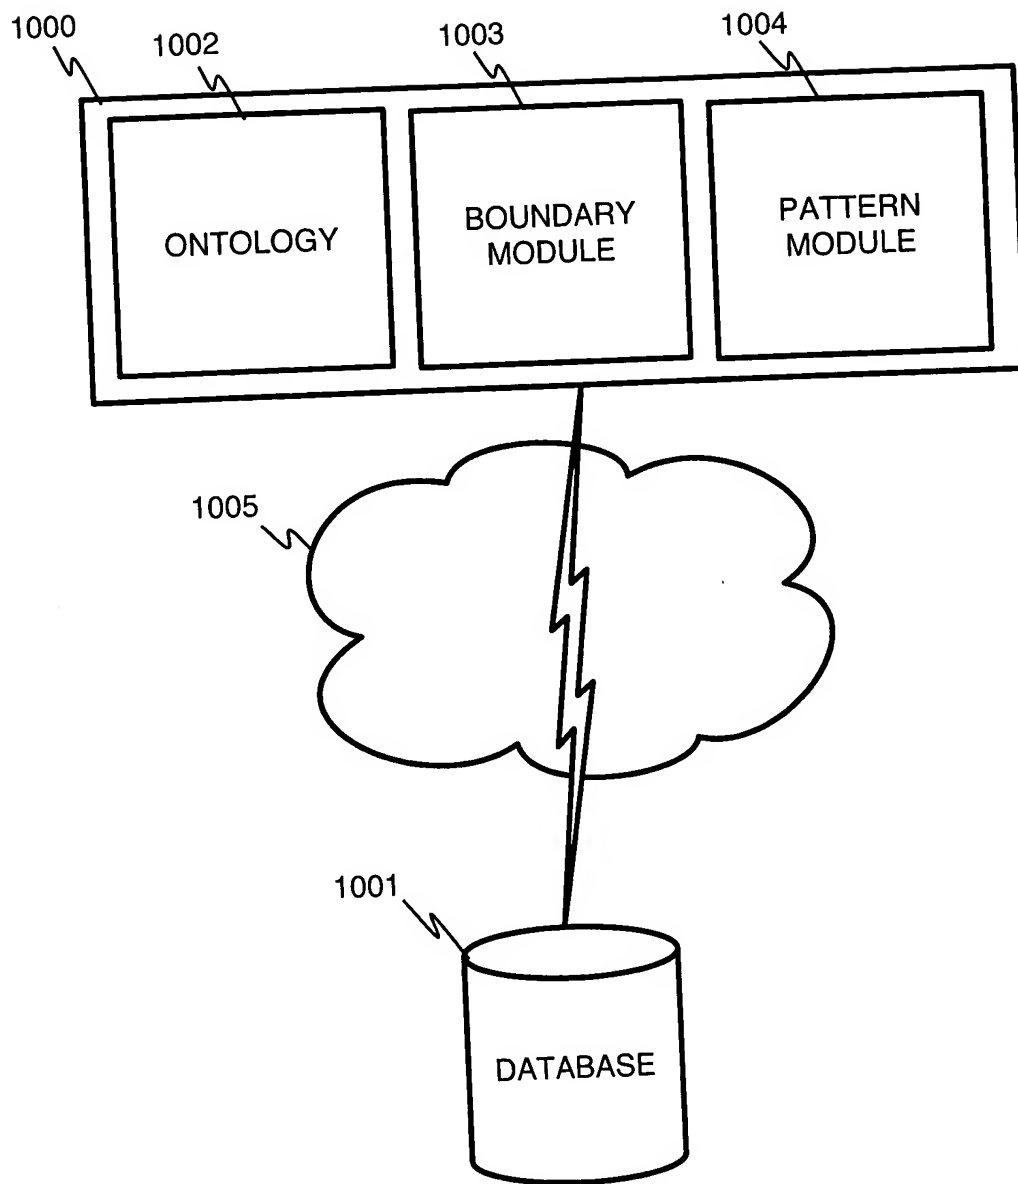 1000
1002
1003
1004
ONTOLOGY
BOUNDARY
MODULE
PATTERN
MODULE
1005
1001
DATABASE